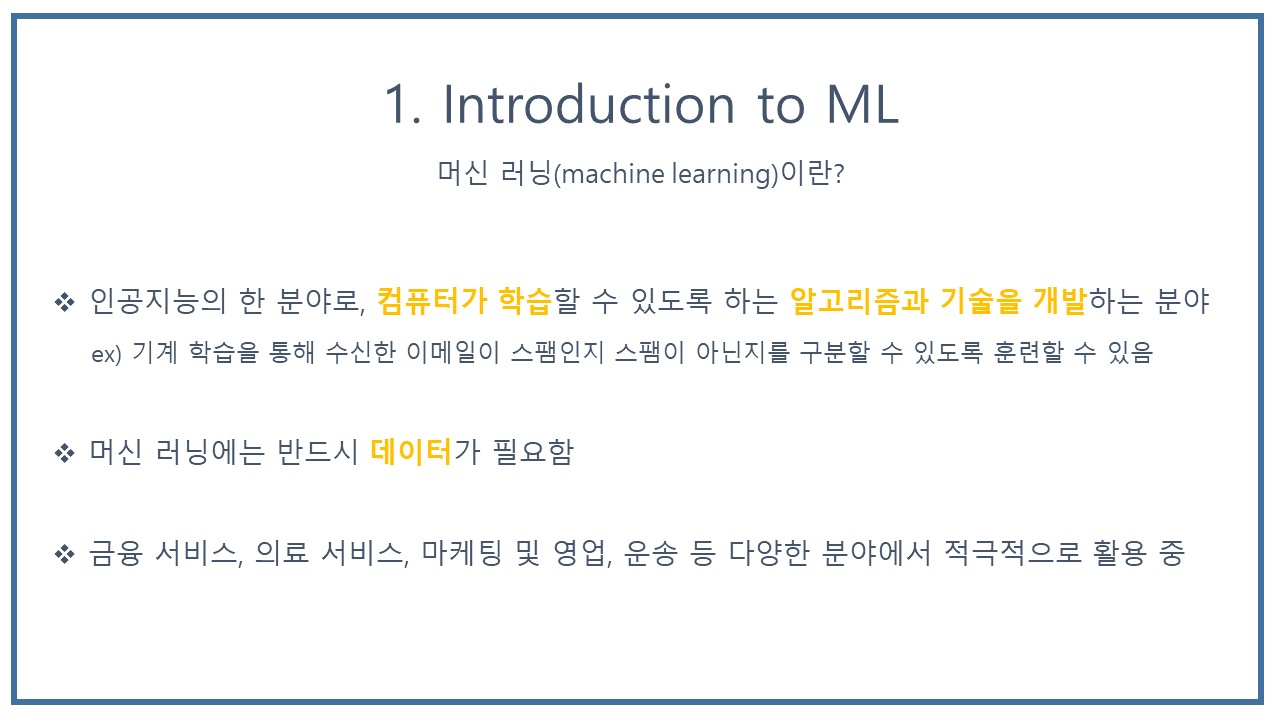 1. Introduction to ML
머신 러닝(machine learning)이란?
❖ 인공지능의 한 분야로, 컴퓨터가 학습할 수 있도록 하는 알고리즘과 기술을 개발하는 분야
ex) 기계 학습을 통해 수신한 이메일이 스팸인지 스팸이 아닌지를 구분할 수 있도록 훈련할 수 있음
❖ 머신 러닝에는 반드시 데이터가 필요함
❖ 금융 서비스, 의료 서비스, 마케팅 및 영업, 운송 등 다양한 분야에서 적극적으로 활용 중